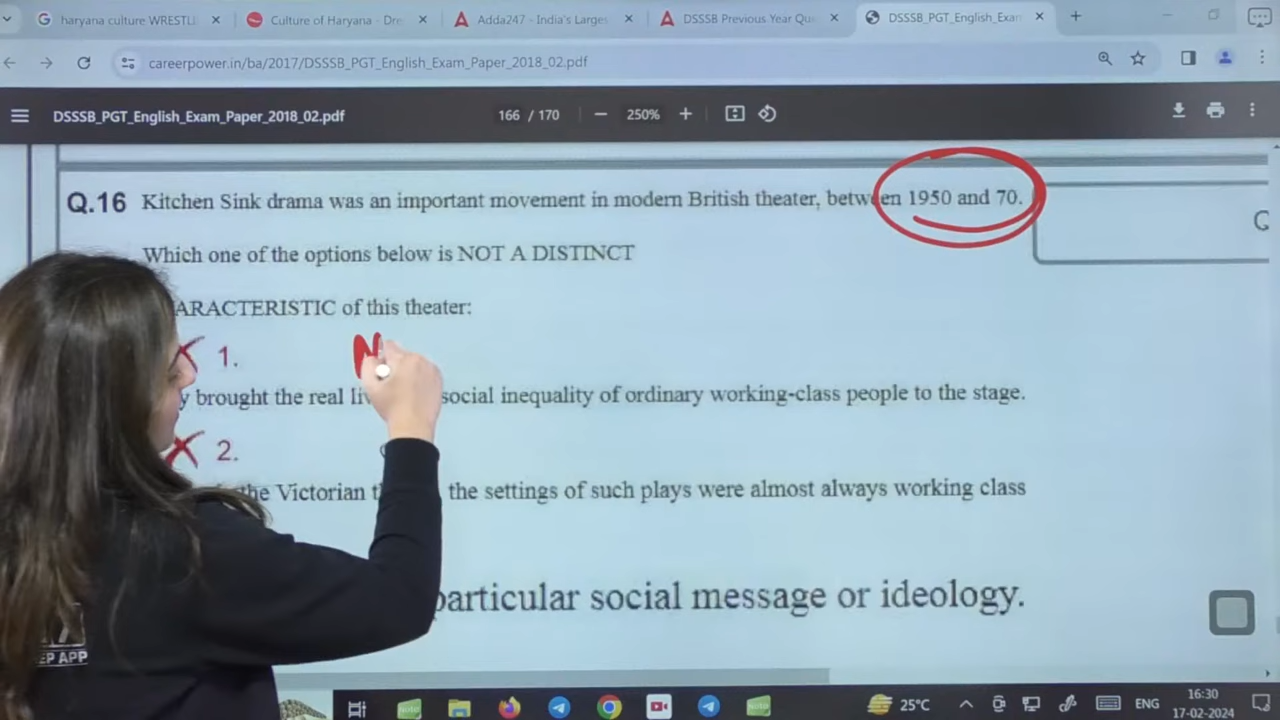 haryana culture WRESTL
Culture of Haryana - Dre
Adda247 - India's Larges
DSSSB Previous Year Qu
DSSSB_PGT_English_Exam
careerpower.in/ba/2017/DSSSB_PGT_English_Exam_Paper_2018_02.pdf
DSSSB_PGT_English_Exam_Paper_2018_02.pdf 166 / 170 250%
Q.16 Kitchen Sink drama was an important movement in modern British theater, between 1950 and 70.
Which one of the options below is NOT A DISTINCT
ARACTERISTIC of this theater:
1.
y brought the real li social inequality of ordinary working-class people to the stage.
2.
the Victorian t the settings of such plays were almost always working class
particular social message or ideology.
EP APP
25°C ENG 16:30
17-02-2024